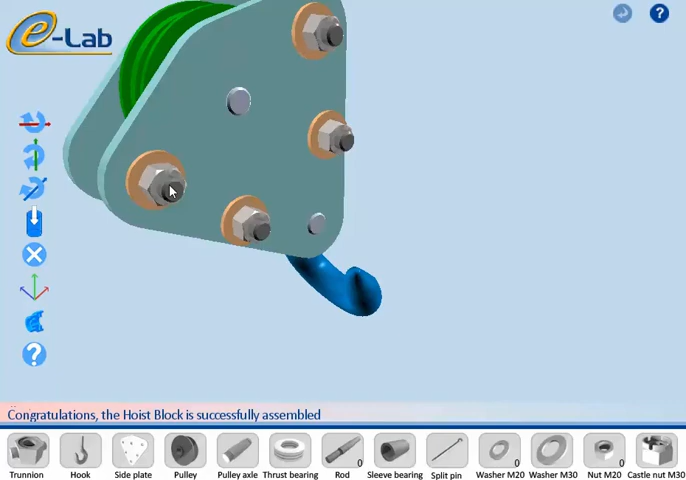 e-Lab
?
?
Congratulations, the Hoist Block is successfully assembled
Trunnion Hook Side plate Pulley Pulley axle Thrust bearing Rod 0 Sleeve bearing Split pin Washer M20 0 Washer M30 Nut M20 0 Castle nut M30